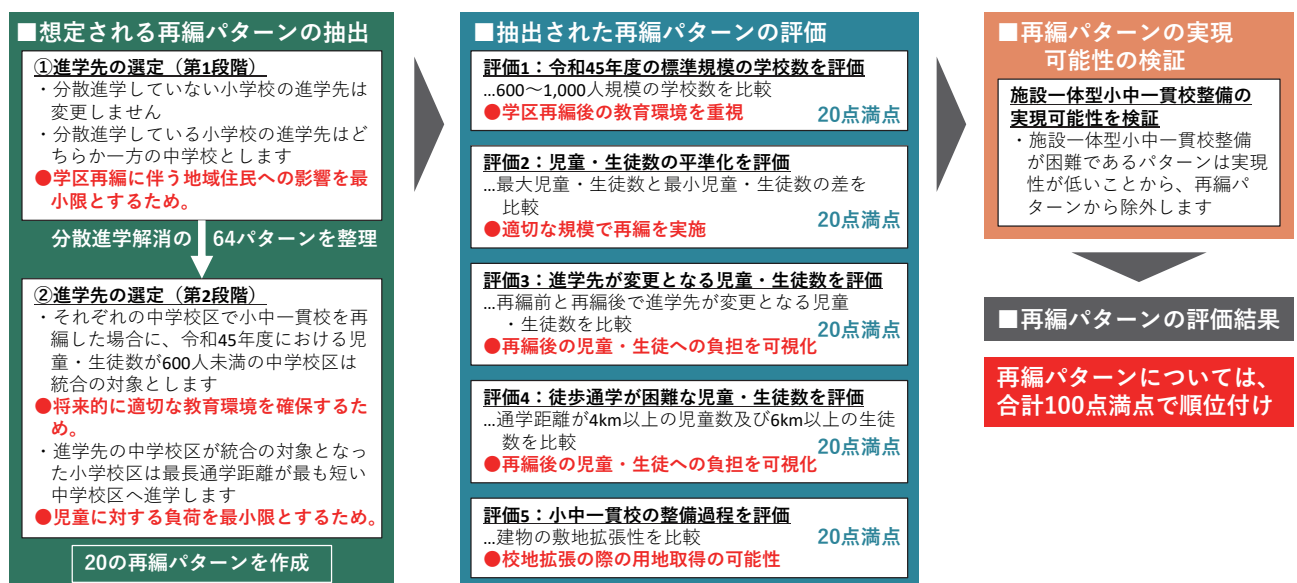 ■想定される再編パターンの抽出
①進学先の選定（第1段階）
・分散進学していない小学校の進学先は
変更しません
・分散進学している小学校の進学先はど
ちらか一方の中学校とします
●学区再編に伴う地域住民への影響を最
小限とするため。
分散進学解消の 64パターンを整理
②進学先の選定（第2段階）
・それぞれの中学校区で小中一貫校を再
編した場合に、令和45年度における児
童・生徒数が600人未満の中学校区は
統合の対象とします
●将来的に適切な教育環境を確保するた
め。
・進学先の中学校区が統合の対象となっ
た小学校区は最長通学距離が最も短い
中学校区へ進学します
●児童に対する負荷を最小限とするため。
20の再編パターンを作成
■抽出された再編パターンの評価
評価1：令和45年度の標準規模の学校数を評価
…600～1,000人規模の学校数を比較
●学区再編後の教育環境を重視 20点満点
評価2：児童・生徒数の平準化を評価
…最大児童・生徒数と最小児童・生徒数の差を
比較
●適切な規模で再編を実施 20点満点
評価3：進学先が変更となる児童・生徒数を評価
…再編前と再編後で進学先が変更となる児童
・生徒数を比較
●再編後の児童・生徒への負担を可視化 20点満点
評価4：徒歩通学が困難な児童・生徒数を評価
…通学距離が4km以上の児童数及び6km以上の生徒
数を比較
●再編後の児童・生徒への負担を可視化 20点満点
評価5：小中一貫校の整備過程を評価
…建物の敷地拡張性を比較 20点満点
●校地拡張の際の用地取得の可能性
■再編パターンの実現
可能性の検証
施設一体型小中一貫校整備の
実現可能性を検証
・施設一体型小中一貫校整備
が困難であるパターンは実現
性が低いことから、再編パ
ターンから除外します
■再編パターンの評価結果
再編パターンについては、
合計100点満点で順位付け